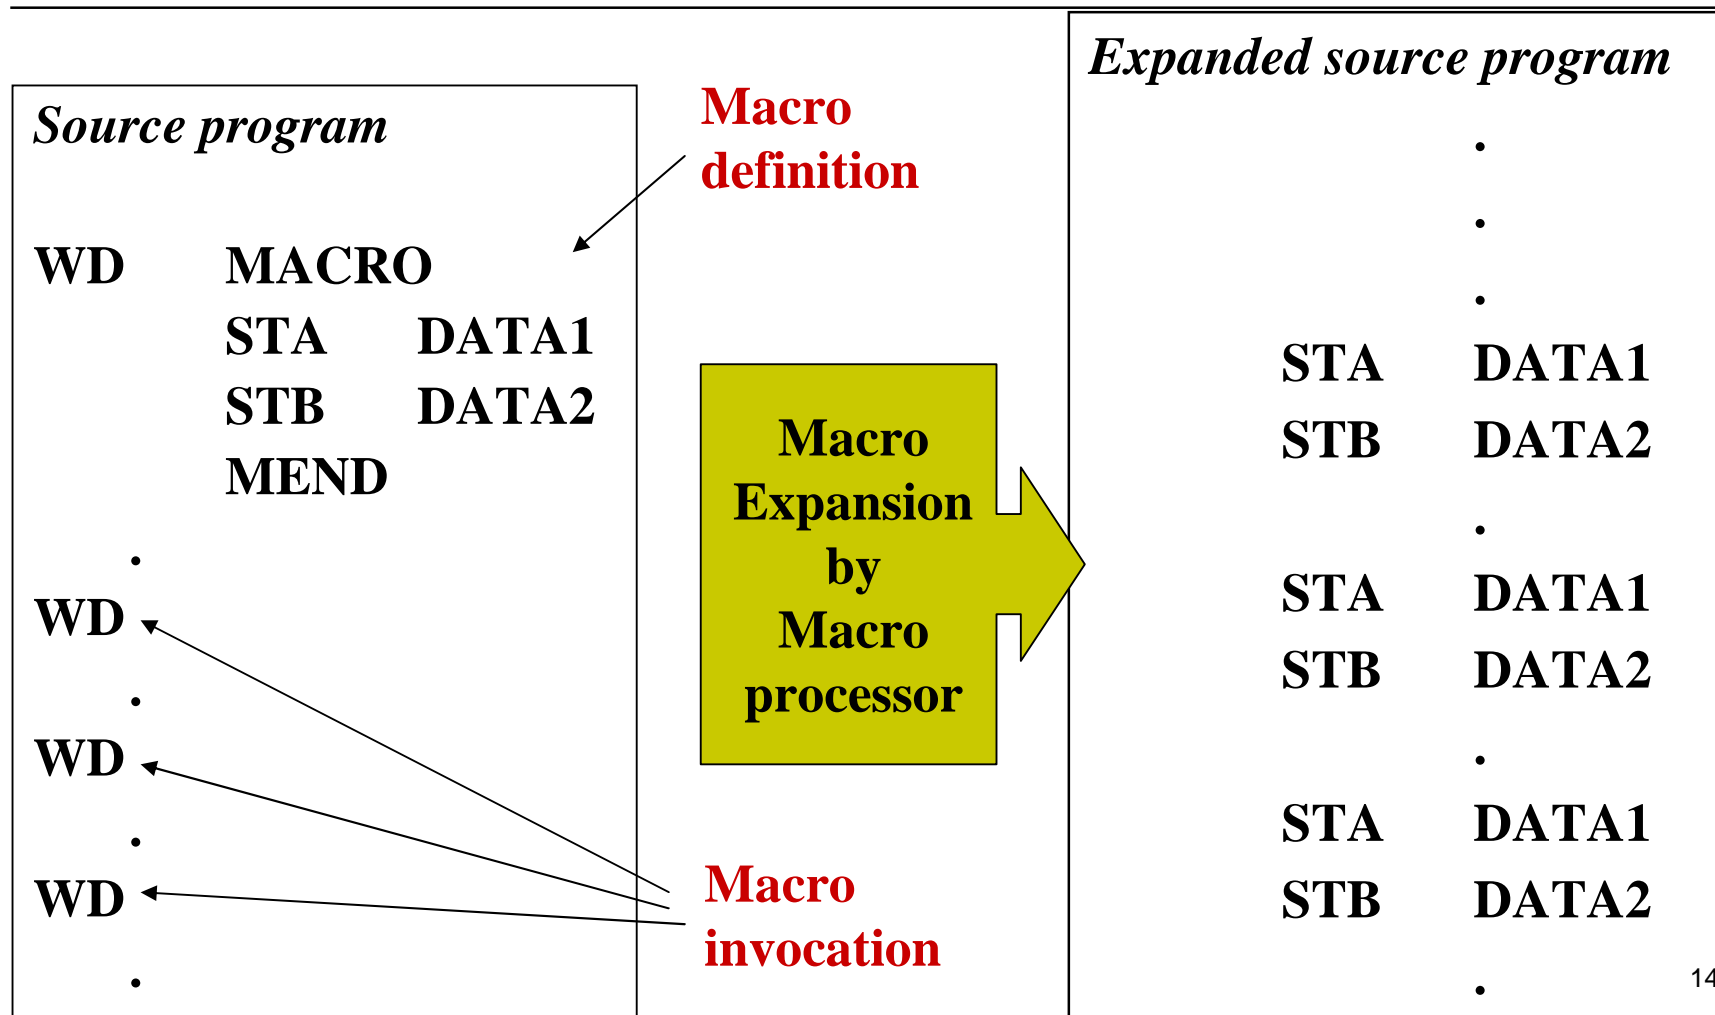 Source program
WD MACRO
STA DATA1
STB DATA2
MEND
.
WD
.
WD
.
WD
.
Macro
definition
Macro
Expansion
by
Macro
processor
Macro
invocation
Expanded source program
.
.
.
STA DATA1
STB DATA2
.
STA DATA1
STB DATA2
.
STA DATA1
STB DATA2
.
14